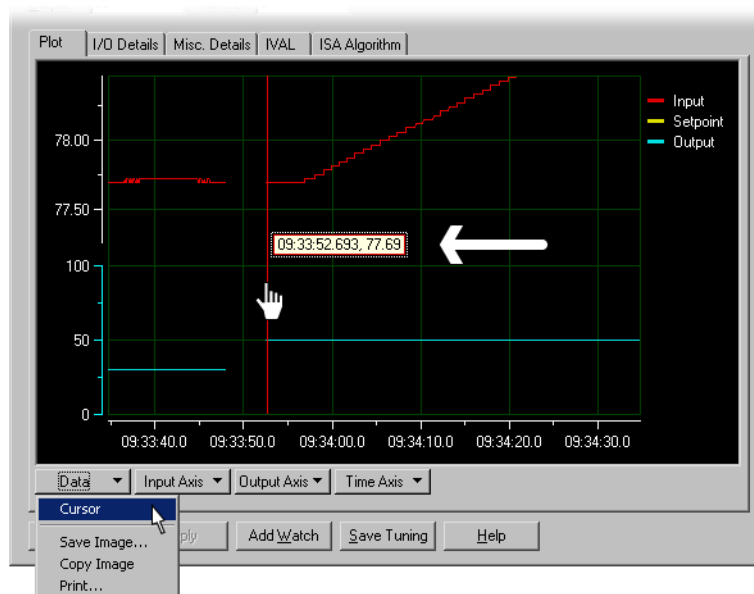 Plot I/O Details Misc. Details IVAL ISA Algorithm
Input
Setpoint
Output
78.00
77.50
09:33:52.693, 77.69
100
50
0
09:33:40.0 09:33:50.0 09:34:00.0 09:34:10.0 09:34:20.0 09:34:30.0
Data Input Axis Output Axis Time Axis
Cursor
Add Watch Save Tuning Help
Save Image...
Copy Image
Print...